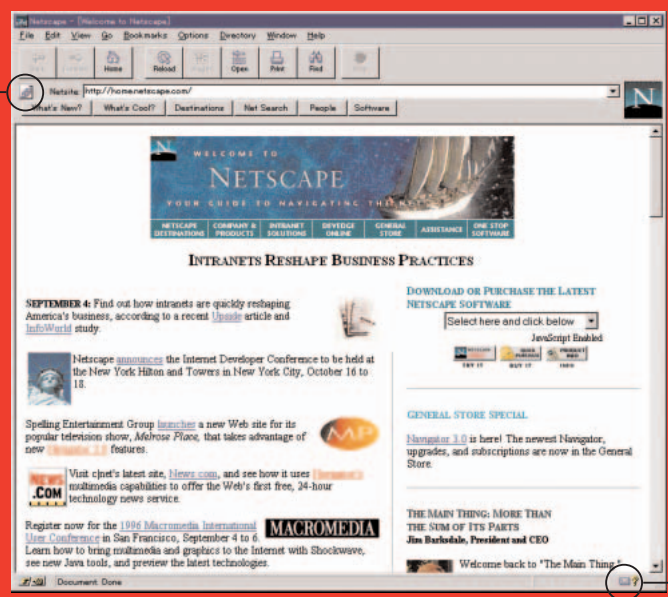 Netscape - [Welcome to Netscape]
File Edit View Go Bookmarks Options Directory Window Help
Home Reload Open Print Find
Netsite: http://home.netscape.com/
What's New? What's Cool? Destinations Net Search People Software
N
N
WELCOME TO
NETSCAPE
YOUR GUIDE TO NAVIGATING THE NET
NETSCAPE DESTINATIONS COMPANY & PRODUCTS INTRANET SOLUTIONS DEVEDGE ONLINE GENERAL STORE ASSISTANCE ONE STOP SOFTWARE
INTRANETS RESHAPE BUSINESS PRACTICES
SEPTEMBER 4: Find out how intranets are quickly reshaping
America's business, according to a recent Upside article and
InfoWorld study.
Netscape announces the Internet Developer Conference to be held at
the New York Hilton and Towers in New York City, October 16 to
18.
Spelling Entertainment Group launches a new Web site for its
popular television show, Melrose Place, that takes advantage of
new features.
MP
NEWS
.COM
Visit c|net's latest site, News.com, and see how it uses
multimedia capabilities to offer the Web's first free, 24-hour
technology news service.
Register now for the 1996 Macromedia International
User Conference in San Francisco, September 4 to 6.
Learn how to bring multimedia and graphics to the Internet with Shockwave,
see new Java tools, and preview the latest technologies.
MACROMEDIA
DOWNLOAD OR PURCHASE THE LATEST
NETSCAPE SOFTWARE
Select here and click below
JavaScript Enabled
TRY IT BUY IT INFO
GENERAL STORE SPECIAL
Navigator 3.0 is here! The newest Navigator,
upgrades, and subscriptions are now in the General
Store.
THE MAIN THING: MORE THAN
THE SUM OF ITS PARTS
Jim Barksdale, President and CEO
Welcome back to "The Main Thing."
Document: Done